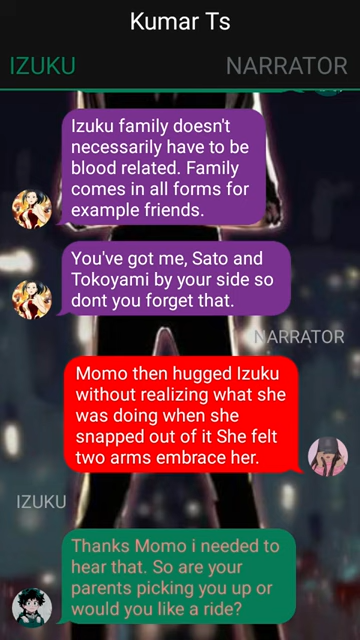 Kumar Ts
IZUKU
NARRATOR
Izuku family doesn't
necessarily have to be
blood related. Family
comes in all forms for
example friends.
You've got me, Sato and
Tokoyami by your side so
dont you forget that.
NARRATOR
Momo then hugged Izuku
without realizing what she
was doing when she
snapped out of it She felt
two arms embrace her.
IZUKU
Thanks Momo i needed to
hear that. So are your
parents picking you up or
would you like a ride?